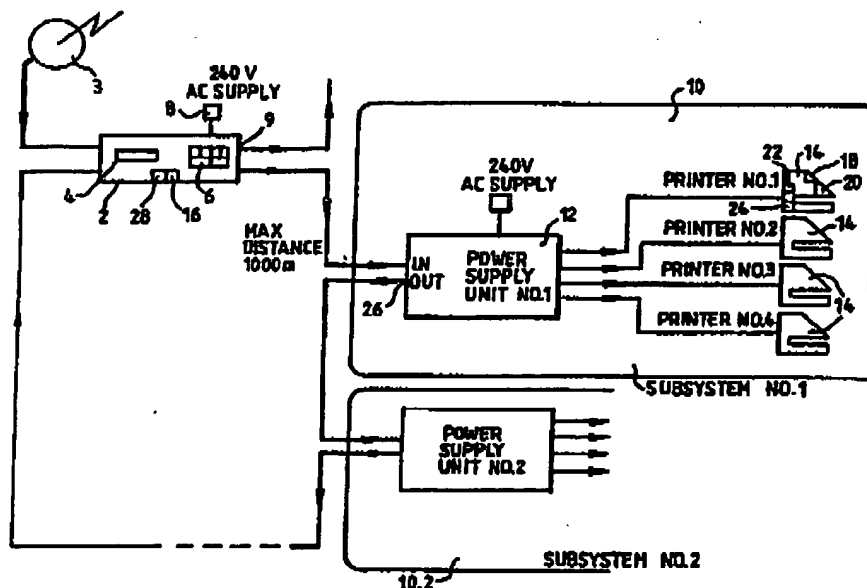 3
240 V
AC SUPPLY
8
9
4
2
28
16
6
MAX
DISTANCE
1000m
10
240V
AC SUPPLY
12
IN
OUT
26
POWER
SUPPLY
UNIT NO.1
PRINTER NO.1
22
14
18
20
24
PRINTER NO.2
14
PRINTER NO.3
14
PRINTER NO.4
SUBSYSTEM NO.1
POWER
SUPPLY
UNIT NO.2
10.2
SUBSYSTEM NO.2